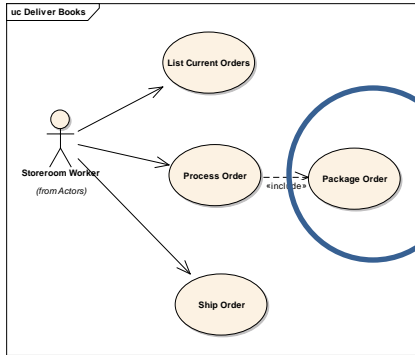 uc Deliver Books
List Current Orders
Storeroom Worker
(from Actors)
Process Order
«include»
Package Order
Ship Order